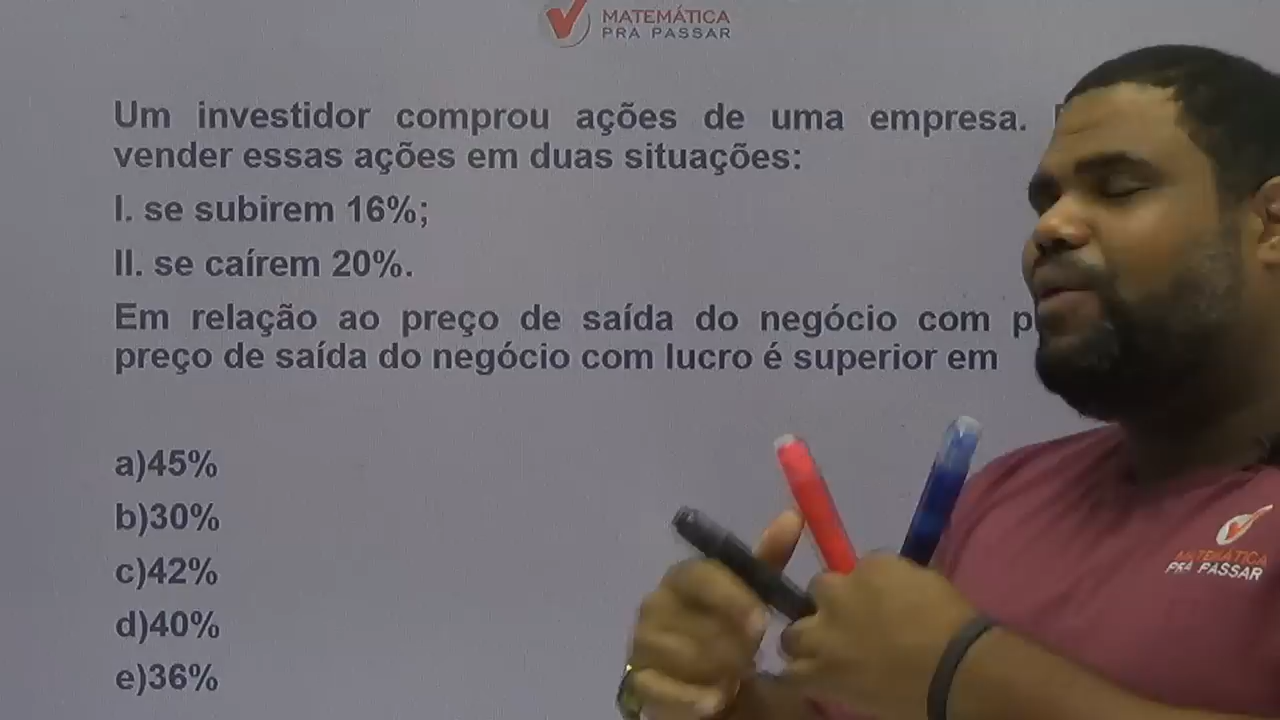 MATEMÁTICA
PRA PASSAR
Um investidor comprou ações de uma empresa.
vender essas ações em duas situações:
I. se subirem 16%;
II. se caírem 20%.
Em relação ao preço de saída do negócio com
preço de saída do negócio com lucro é superior em
a)45%
b)30%
c)42%
d)40%
e)36%
MATEMÁTICA
PRA PASSAR